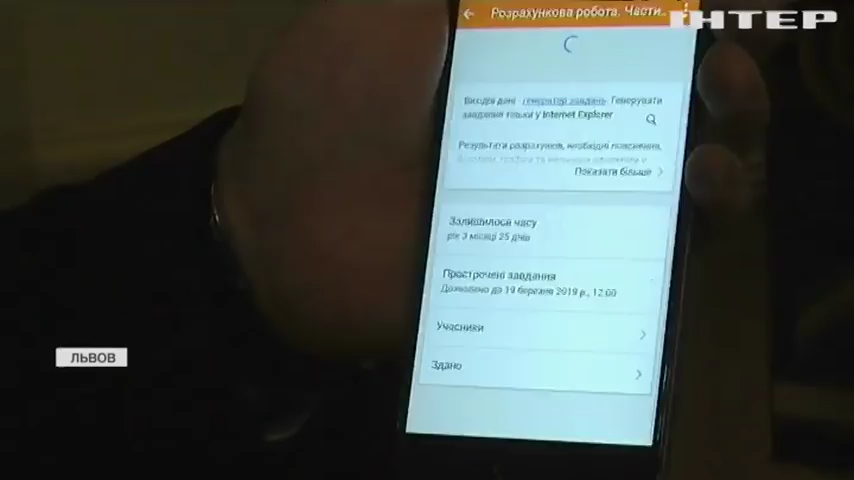 Розрахункова робота. Части..
ІНТЕР
Вихідні дані - генератор завдань. Генерувати
завдання тільки у Internet Explorer
Результати розрахунків, необхідні пояснення,
Показати більше
Залишилося часу
рік 3 місяці 25 днів
Прострочені завдання
Дозволено до 19 березня 2019 р., 12:00
Учасники
Здано
ЛЬВОВ